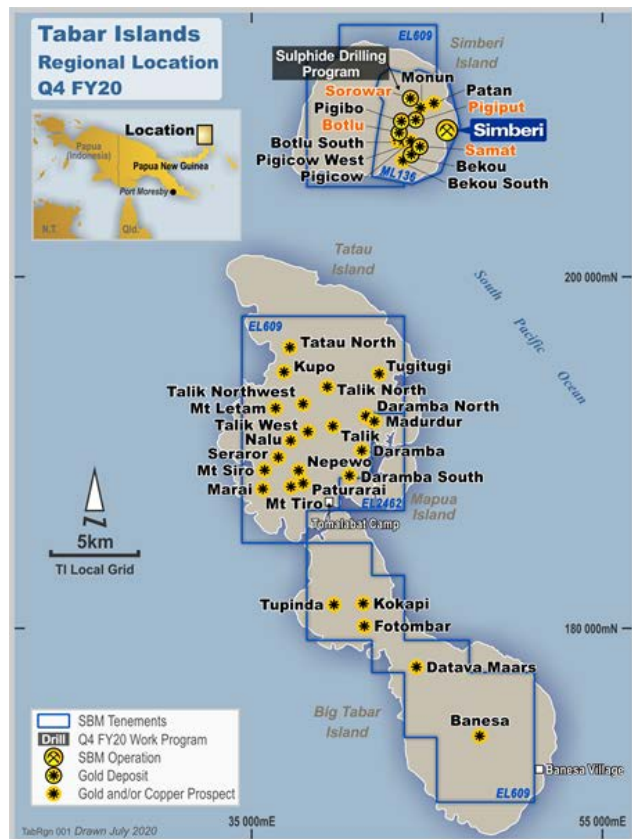 Tabar Islands
Regional Location
Q4 FY20
Location
Papua
(Indonesia)
Papua New Guinea
Port Moresby
N.T.
Qld.
EL609
Simberi
Island
Sulphide Drilling
Program
Monun
Sorowar
Patan
Pigibo
Pigiput
Botlu
Simberi
Botlu South
Samat
Pigicow West
Bekou
Pigicow
ML136
Bekou South
Tatau
Island
200 000mN
South Pacific Ocean
EL609
Tatau North
Kupo
Tugitugi
Talik Northwest
Talik North
Mt Letam
Daramba North
Talik West
Madurdur
Nalu
Talik
Seraror
Daramba
Mt Siro
Nepewo
Daramba South
Marai
Paturarai
Mapua
Island
Mt Tiro
EL2462
Tomalabat Camp
N
5km
TI Local Grid
Tupinda
Kokapi
Fotombar
180 000mN
Datava Maars
Big Tabar
Island
Banesa
Banesa Village
EL609
SBM Tenements
Drill Q4 FY20 Work Program
SBM Operation
Gold Deposit
Gold and/or Copper Prospect
TabRgn 001 Drawn July 2020
35 000mE
55 000mE